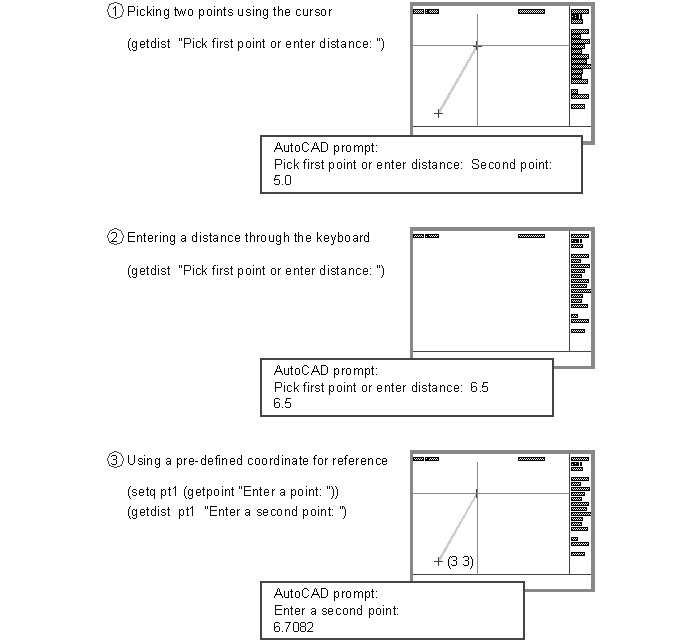 ① Picking two points using the cursor
(getdist "Pick first point or enter distance: ")
AutoCAD prompt:
Pick first point or enter distance: Second point:
5.0
② Entering a distance through the keyboard
(getdist "Pick first point or enter distance: ")
AutoCAD prompt:
Pick first point or enter distance: 6.5
6.5
③ Using a pre-defined coordinate for reference
(setq pt1 (getpoint "Enter a point: "))
(getdist pt1 "Enter a second point: ")
(3 3)
AutoCAD prompt:
Enter a second point:
6.7082